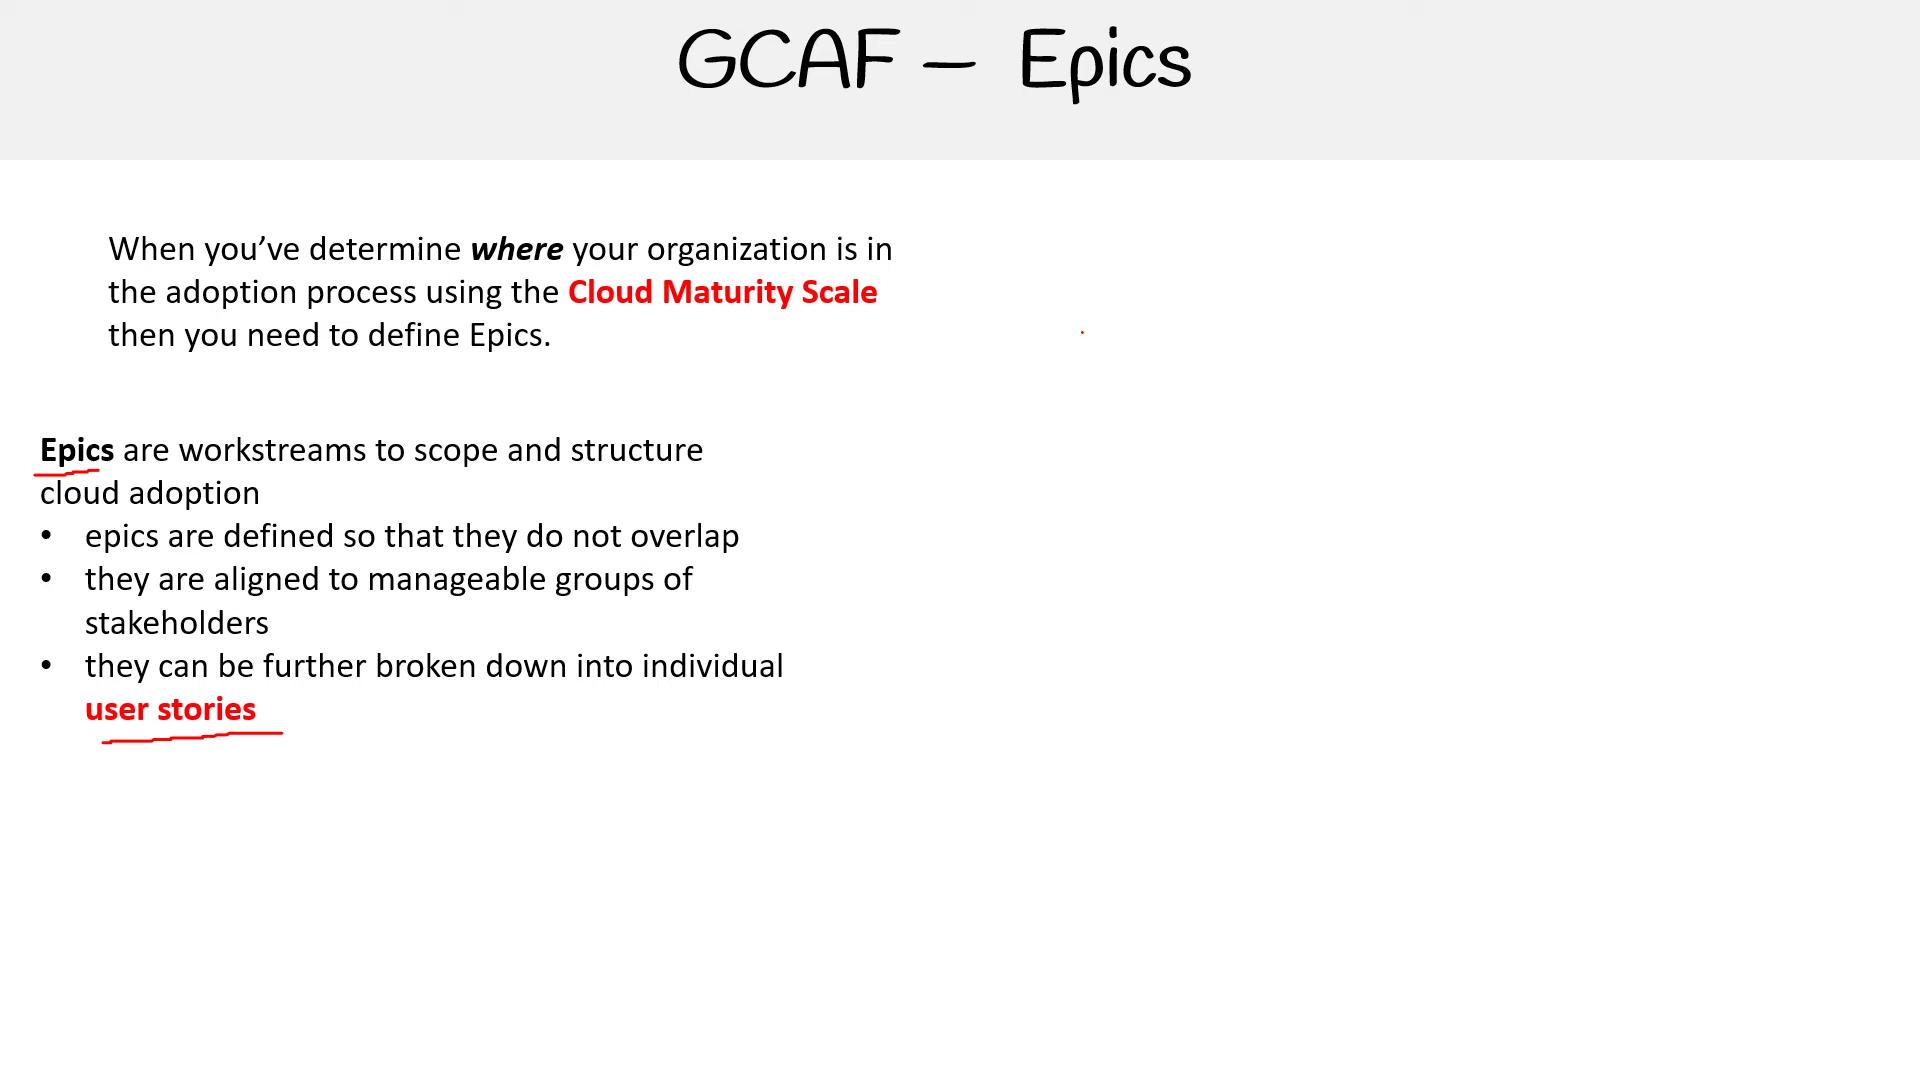 GCAF – Epics
When you’ve determine where your organization is in
the adoption process using the Cloud Maturity Scale
then you need to define Epics.
Epics are workstreams to scope and structure
cloud adoption
• epics are defined so that they do not overlap
• they are aligned to manageable groups of
stakeholders
• they can be further broken down into individual
user stories